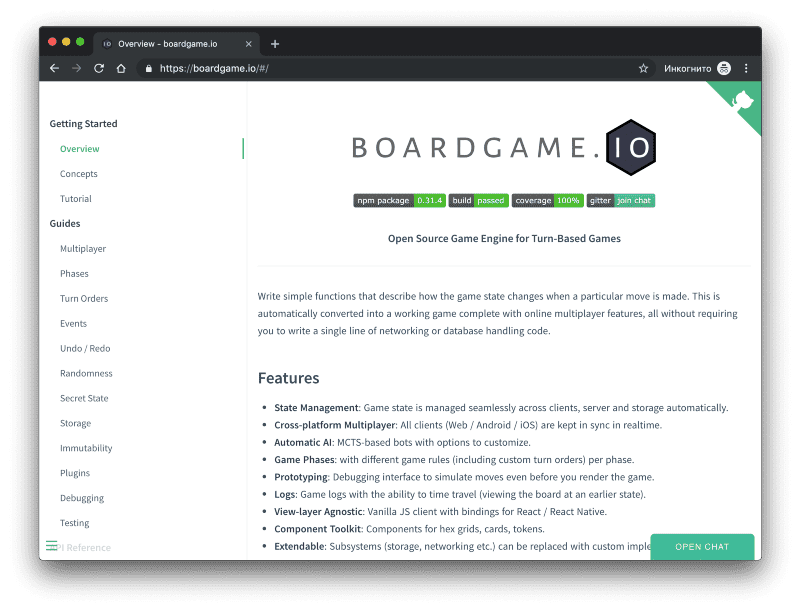 Overview - boardgame.io
https://boardgame.io/#/
Инкогнито
Getting Started
Overview
Concepts
Tutorial
Guides
Multiplayer
Phases
Turn Orders
Events
Undo / Redo
Randomness
Secret State
Storage
Immutability
Plugins
Debugging
Testing
API Reference
BOARDGAME.IO
npm package 0.31.4 build passed coverage 100% gitter join chat
Open Source Game Engine for Turn-Based Games
Write simple functions that describe how the game state changes when a particular move is made. This is
automatically converted into a working game complete with online multiplayer features, all without requiring
you to write a single line of networking or database handling code.
Features
State Management: Game state is managed seamlessly across clients, server and storage automatically.
Cross-platform Multiplayer: All clients (Web / Android / iOS) are kept in sync in realtime.
Automatic AI: MCTS-based bots with options to customize.
Game Phases: with different game rules (including custom turn orders) per phase.
Prototyping: Debugging interface to simulate moves even before you render the game.
Logs: Game logs with the ability to time travel (viewing the board at an earlier state).
View-layer Agnostic: Vanilla JS client with bindings for React / React Native.
Component Toolkit: Components for hex grids, cards, tokens.
Extendable: Subsystems (storage, networking etc.) can be replaced with custom
OPEN CHAT